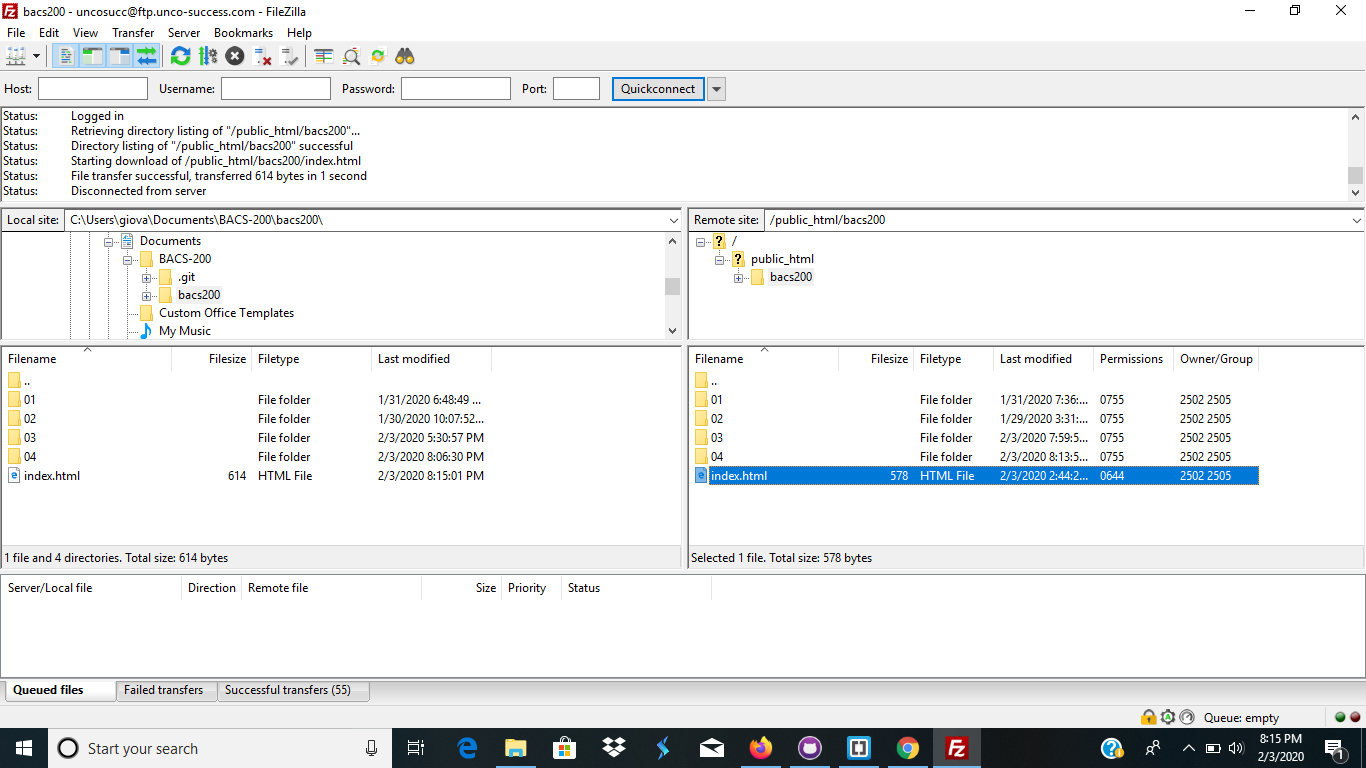 bacs200 - uncosucc@ftp.unco-success.com - FileZilla
File Edit View Transfer Server Bookmarks Help
Host: Username: Password: Port: Quickconnect
Status: Logged in
Status: Retrieving directory listing of "/public_html/bacs200"...
Status: Directory listing of "/public_html/bacs200" successful
Status: Starting download of /public_html/bacs200/index.html
Status: File transfer successful, transferred 614 bytes in 1 second
Status: Disconnected from server
Local site: C:\Users\giova\Documents\BACS-200\bacs200\
Documents
BACS-200
.git
bacs200
Custom Office Templates
My Music
Remote site: /public_html/bacs200
? /
? public_html
bacs200
Filename Filesize Filetype Last modified
..
01 File folder 1/31/2020 6:48:49 ...
02 File folder 1/30/2020 10:07:52...
03 File folder 2/3/2020 5:30:57 PM
04 File folder 2/3/2020 8:06:30 PM
index.html 614 HTML File 2/3/2020 8:15:01 PM
1 file and 4 directories. Total size: 614 bytes
Filename Filesize Filetype Last modified Permissions Owner/Group
..
01 File folder 1/31/2020 7:36:... 0755 2502 2505
02 File folder 1/29/2020 3:31:... 0755 2502 2505
03 File folder 2/3/2020 7:59:5... 0755 2502 2505
04 File folder 2/3/2020 8:13:5... 0755 2502 2505
index.html 578 HTML File 2/3/2020 2:44:2... 0644 2502 2505
Selected 1 file. Total size: 578 bytes
Server/Local file Direction Remote file Size Priority Status
Queued files Failed transfers Successful transfers (55)
Queue: empty
Start your search
8:15 PM
2/3/2020
1